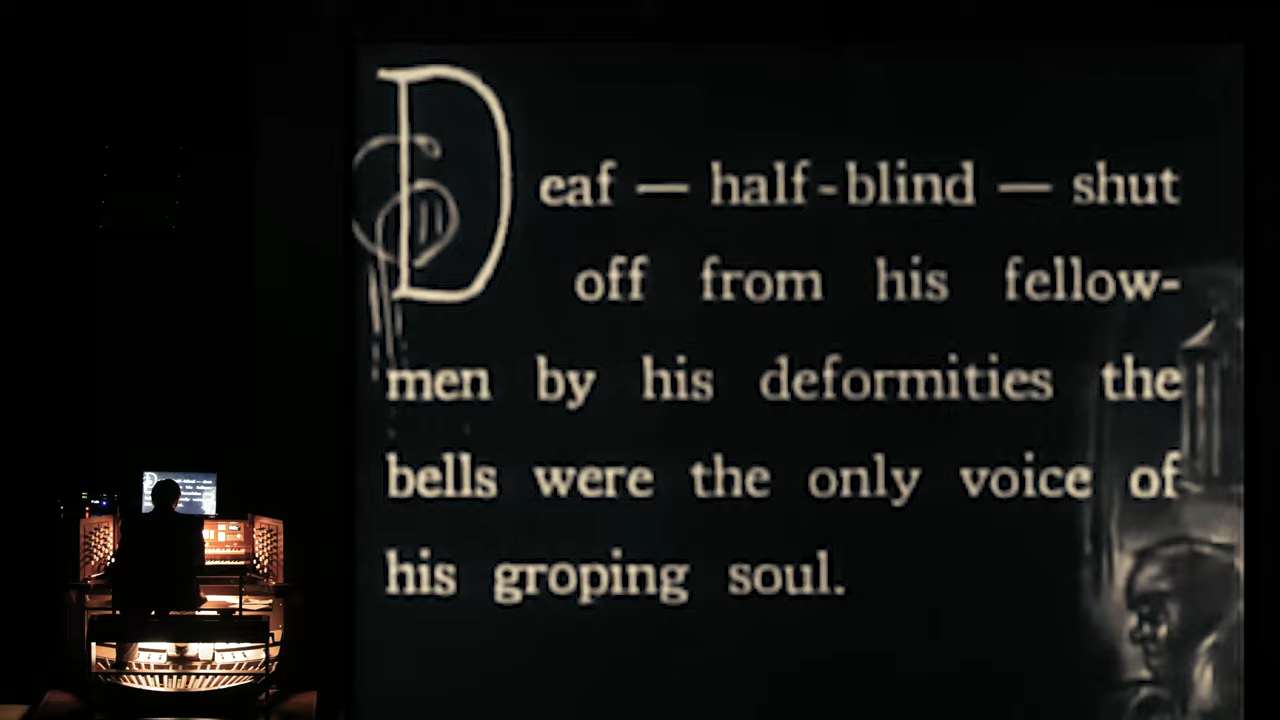 Deaf — half-blind — shut
off from his fellow-
men by his deformities the
bells were the only voice of
his groping soul.